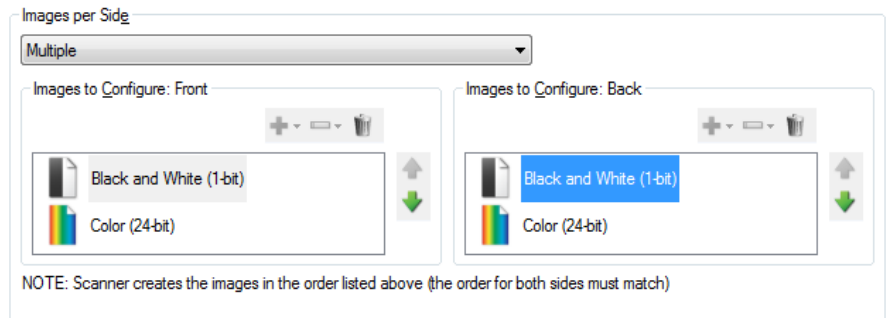 Images per Side
Multiple
Images to Configure: Front
Images to Configure: Back
Black and White (1-bit)
Color (24-bit)
Black and White (1-bit)
Color (24-bit)
NOTE: Scanner creates the images in the order listed above (the order for both sides must match)